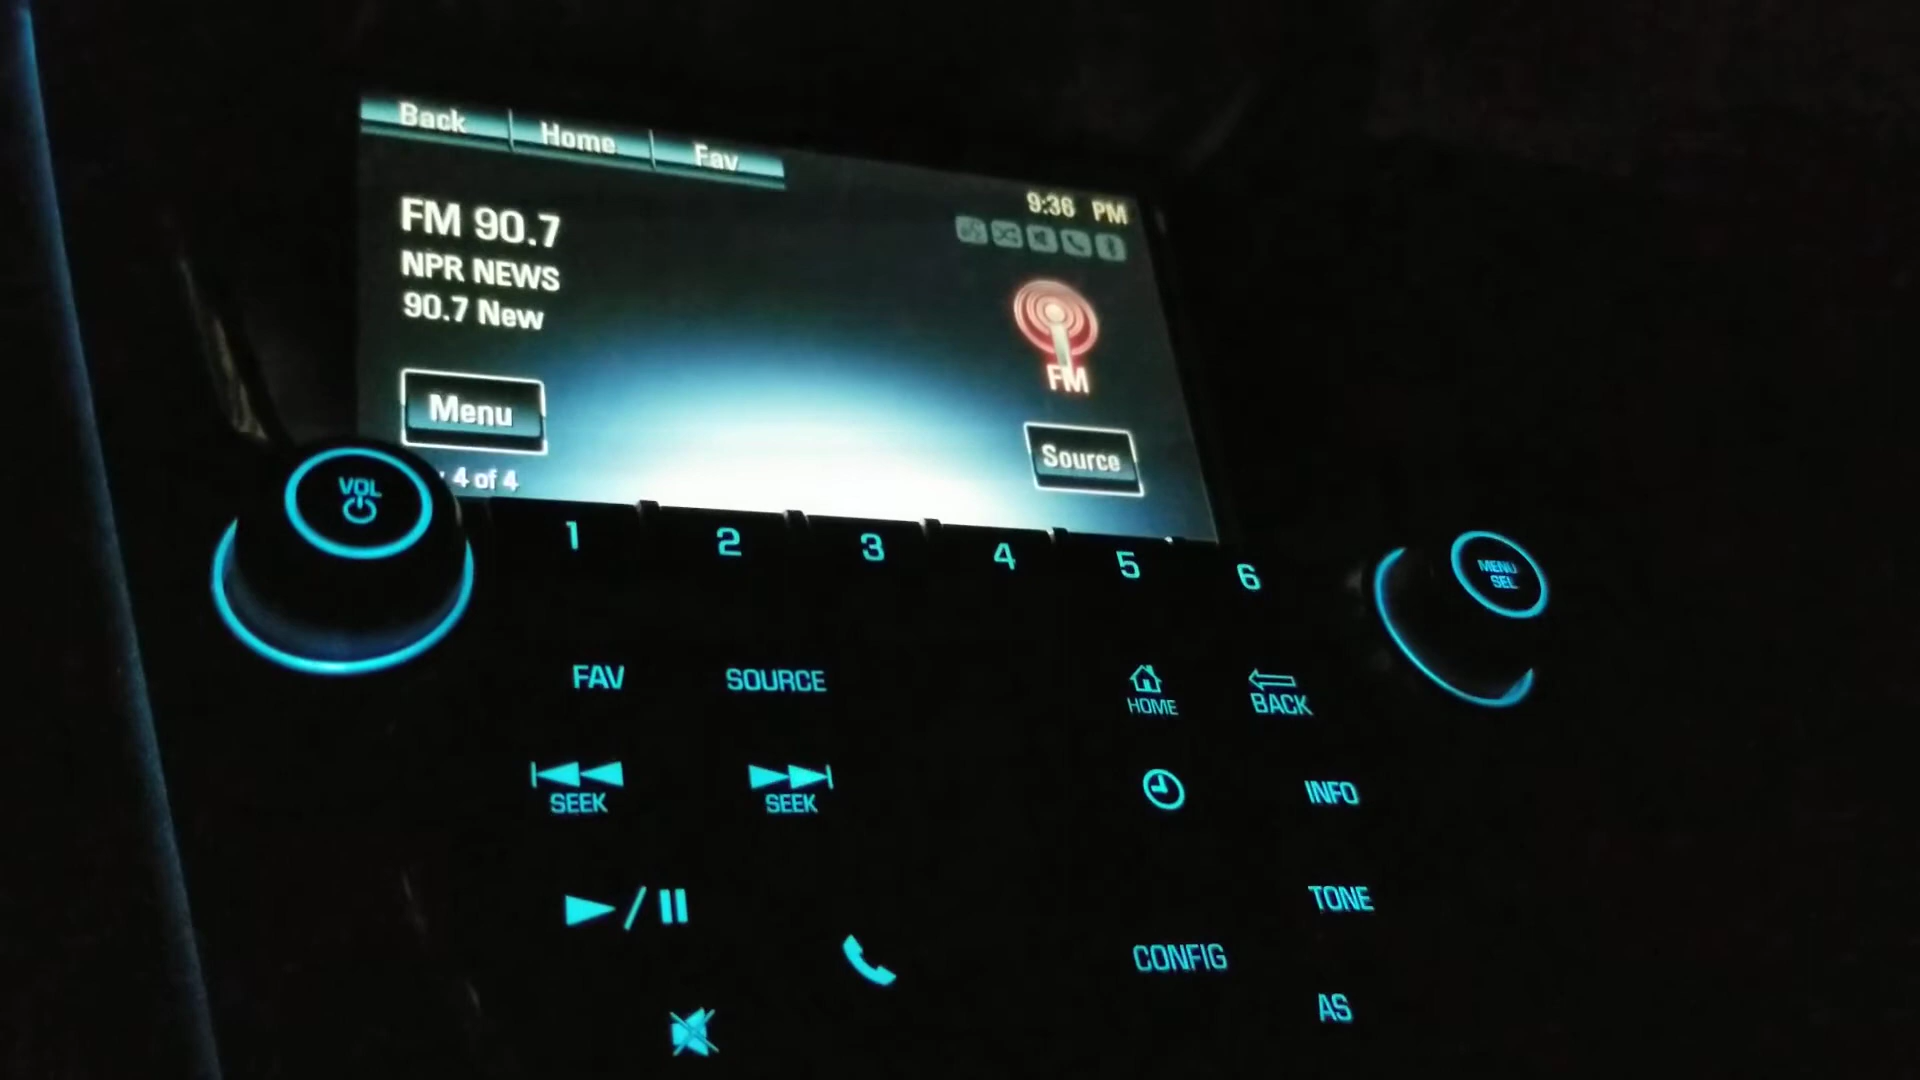 Back Home Fav
9:36 PM
FM 90.7
NPR NEWS
90.7 New
FM
Menu
Source
4 of 4
VOL
1 2 3 4 5 6
MENU
SEL
FAV SOURCE
HOME BACK
SEEK SEEK
INFO
TONE
CONFIG
AS